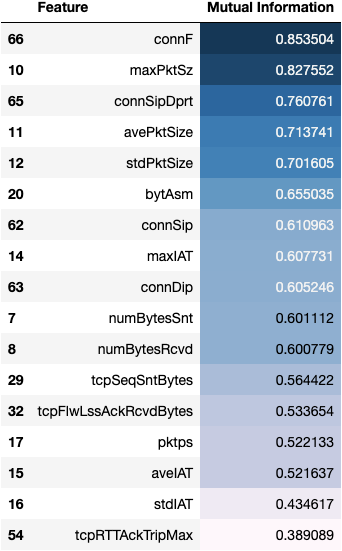 Feature Mutual Information
66 connF 0.853504
10 maxPktSz 0.827552
65 connSipDprt 0.760761
11 avePktSize 0.713741
12 stdPktSize 0.701605
20 bytAsm 0.655035
62 connSip 0.610963
14 maxIAT 0.607731
63 connDip 0.605246
7 numBytesSnt 0.601112
8 numBytesRcvd 0.600779
29 tcpSeqSntBytes 0.564422
32 tcpFlwLssAckRcvdBytes 0.533654
17 pktps 0.522133
15 aveIAT 0.521637
16 stdIAT 0.434617
54 tcpRTTAckTripMax 0.389089